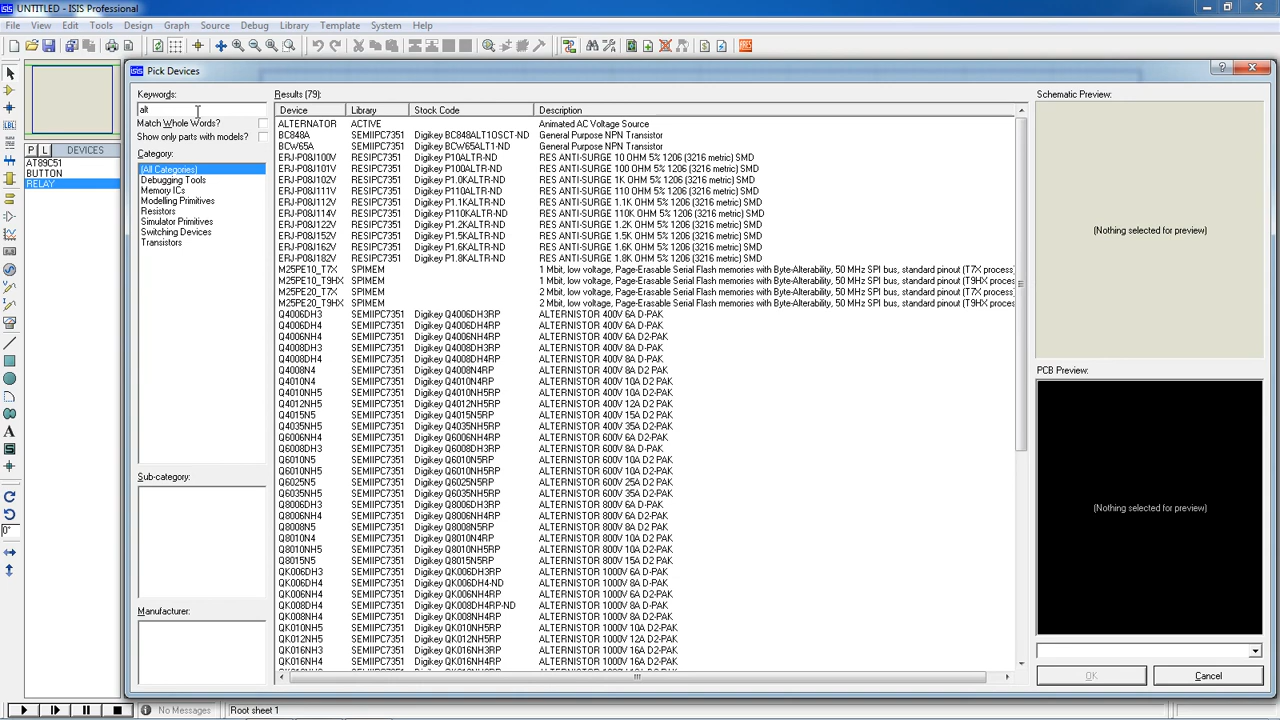 UNTITLED - ISIS Professional
File View Edit Tools Design Graph Source Debug Library Template System Help
Pick Devices
Keywords:
alt
Match Whole Words?
Show only parts with models?
Category:
(All Categories)
Debugging Tools
Memory ICs
Modelling Primitives
Resistors
Simulator Primitives
Switching Devices
Transistors
Sub-category:
Manufacturer:
P L DEVICES
AT89C51
BUTTON
RELAY
LBL
ARES
A
0°
Results (79):
Device Library Stock Code Description
ALTERNATOR ACTIVE Animated AC Voltage Source
BC848A SEMIIPC7351 Digikey BC848ALT1OSCT-ND General Purpose NPN Transistor
BCW65A SEMIIPC7351 Digikey BCW65ALT1-ND General Purpose NPN Transistor
ERJ-P08J100V RESIPC7351 Digikey P10ALTR-ND RES ANTI-SURGE 10 OHM 5% 1206 (3216 metric) SMD
ERJ-P08J101V RESIPC7351 Digikey P100ALTR-ND RES ANTI-SURGE 100 OHM 5% 1206 (3216 metric) SMD
ERJ-P08J102V RESIPC7351 Digikey P1.0KALTR-ND RES ANTI-SURGE 1K OHM 5% 1206 (3216 metric) SMD
ERJ-P08J111V RESIPC7351 Digikey P110ALTR-ND RES ANTI-SURGE 110 OHM 5% 1206 (3216 metric) SMD
ERJ-P08J112V RESIPC7351 Digikey P1.1KALTR-ND RES ANTI-SURGE 1.1K OHM 5% 1206 (3216 metric) SMD
ERJ-P08J114V RESIPC7351 Digikey P110KALTR-ND RES ANTI-SURGE 110K OHM 5% 1206 (3216 metric) SMD
ERJ-P08J122V RESIPC7351 Digikey P1.2KALTR-ND RES ANTI-SURGE 1.2K OHM 5% 1206 (3216 metric) SMD
ERJ-P08J152V RESIPC7351 Digikey P1.5KALTR-ND RES ANTI-SURGE 1.5K OHM 5% 1206 (3216 metric) SMD
ERJ-P08J162V RESIPC7351 Digikey P1.6KALTR-ND RES ANTI-SURGE 1.6K OHM 5% 1206 (3216 metric) SMD
ERJ-P08J182V RESIPC7351 Digikey P1.8KALTR-ND RES ANTI-SURGE 1.8K OHM 5% 1206 (3216 metric) SMD
M25PE10_T7X SPIMEM 1 Mbit, low voltage, Page-Erasable Serial Flash memories with Byte-Alterability, 50 MHz SPI bus, standard pinout (T7X process)
M25PE10_T9HX SPIMEM 1 Mbit, low voltage, Page-Erasable Serial Flash memories with Byte-Alterability, 50 MHz SPI bus, standard pinout (T9HX proces
M25PE20_T7X SPIMEM 2 Mbit, low voltage, Page-Erasable Serial Flash memories with Byte-Alterability, 50 MHz SPI bus, standard pinout (T7X process)
M25PE20_T9HX SPIMEM 2 Mbit, low voltage, Page-Erasable Serial Flash memories with Byte-Alterability, 50 MHz SPI bus, standard pinout (T9HX proces
Q4006DH3 SEMIIPC7351 Digikey Q4006DH3RP ALTERNISTOR 400V 6A D-PAK
Q4006DH4 SEMIIPC7351 Digikey Q4006DH4RP ALTERNISTOR 400V 6A D-PAK
Q4006NH4 SEMIIPC7351 Digikey Q4006NH4RP ALTERNISTOR 400V 6A D2-PAK
Q4008DH3 SEMIIPC7351 Digikey Q4008DH3RP ALTERNISTOR 400V 8A D-PAK
Q4008DH4 SEMIIPC7351 Digikey Q4008DH4RP ALTERNISTOR 400V 8A D-PAK
Q4008N4 SEMIIPC7351 Digikey Q4008N4RP ALTERNISTOR 400V 8A D2 PAK
Q4010N4 SEMIIPC7351 Digikey Q4010N4RP ALTERNISTOR 400V 10A D2 PAK
Q4010NH5 SEMIIPC7351 Digikey Q4010NH5RP ALTERNISTOR 400V 10A D2-PAK
Q4012NH5 SEMIIPC7351 Digikey Q4012NH5RP ALTERNISTOR 400V 12A D2-PAK
Q4015N5 SEMIIPC7351 Digikey Q4015N5RP ALTERNISTOR 400V 15A D2-PAK
Q4035NH5 SEMIIPC7351 Digikey Q4035NH5RP ALTERNISTOR 400V 35A D2-PAK
Q6006NH4 SEMIIPC7351 Digikey Q6006NH4RP ALTERNISTOR 600V 6A D2-PAK
Q6008DH3 SEMIIPC7351 Digikey Q6008DH3RP ALTERNISTOR 600V 8A D-PAK
Q6010N5 SEMIIPC7351 Digikey Q6010N5RP ALTERNISTOR 600V 10A D2-PAK
Q6010NH5 SEMIIPC7351 Digikey Q6010NH5RP ALTERNISTOR 600V 10A D2-PAK
Q6025N5 SEMIIPC7351 Digikey Q6025N5RP ALTERNISTOR 600V 25A D2-PAK
Q6035NH5 SEMIIPC7351 Digikey Q6035NH5RP ALTERNISTOR 600V 35A D2-PAK
Q8006DH3 SEMIIPC7351 Digikey Q8006DH3RP ALTERNISTOR 800V 6A D-PAK
Q8006NH4 SEMIIPC7351 Digikey Q8006NH4RP ALTERNISTOR 800V 6A D2-PAK
Q8008N5 SEMIIPC7351 Digikey Q8008N5RP ALTERNISTOR 800V 8A D2-PAK
Q8010N4 SEMIIPC7351 Digikey Q8010N4RP ALTERNISTOR 800V 10A D2 PAK
Q8010NH5 SEMIIPC7351 Digikey Q8010NH5RP ALTERNISTOR 800V 10A D2-PAK
Q8015N5 SEMIIPC7351 Digikey Q8015N5RP ALTERNISTOR 800V 15A D2 PAK
QK006DH3 SEMIIPC7351 Digikey QK006DH3RP ALTERNISTOR 1000V 6A D-PAK
QK006DH4 SEMIIPC7351 Digikey QK006DH4-ND ALTERNISTOR 1000V 8A D-PAK
QK006NH4 SEMIIPC7351 Digikey QK006NH4RP ALTERNISTOR 1000V 6A D2-PAK
QK008DH4 SEMIIPC7351 Digikey QK008DH4RP-ND ALTERNISTOR 1000V 8A D-PAK
QK008NH4 SEMIIPC7351 Digikey QK008NH4RP ALTERNISTOR 1000V 8A D2-PAK
QK010NH5 SEMIIPC7351 Digikey QK010NH5RP ALTERNISTOR 1000V 10A D2-PAK
QK012NH5 SEMIIPC7351 Digikey QK012NH5RP ALTERNISTOR 1000V 12A D2-PAK
QK016NH3 SEMIIPC7351 Digikey QK016NH3RP ALTERNISTOR 1000V 16A D2-PAK
QK016NH4 SEMIIPC7351 Digikey QK016NH4RP ALTERNISTOR 1000V 16A D2-PAK
Schematic Preview:
(Nothing selected for preview)
PCB Preview:
(Nothing selected for preview)
OK Cancel
No Messages Root sheet 1